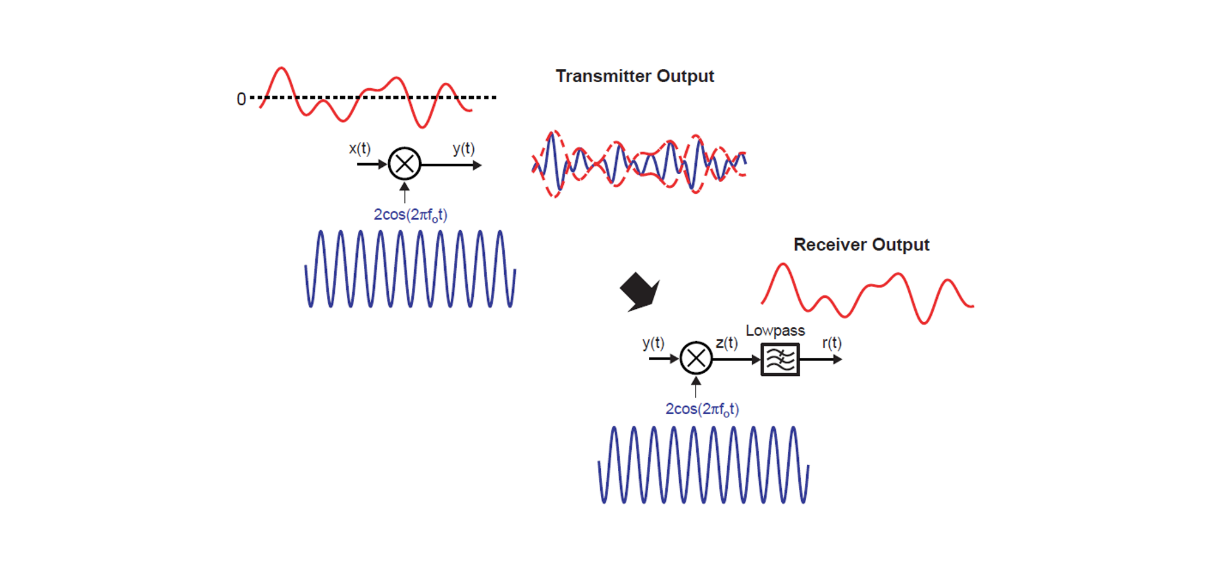 Transmitter Output
0
x(t) y(t)
2cos(2πfₒt)
Receiver Output
Lowpass
y(t) z(t) r(t)
2cos(2πfₒt)